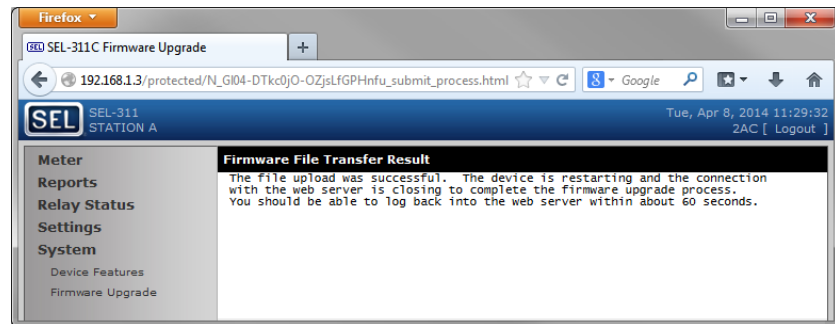 Firefox
SEL SEL-311C Firmware Upgrade +
192.168.1.3/protected/N_GI04-DTkc0jO-OZjsLfGPHnfu_submit_process.html 8 Google
SEL SEL-311 Tue, Apr 8, 2014 11:29:32
STATION A 2AC [ Logout ]
Meter
Reports
Relay Status
Settings
System
Device Features
Firmware Upgrade
Firmware File Transfer Result
The file upload was successful. The device is restarting and the connection
with the web server is closing to complete the firmware upgrade process.
You should be able to log back into the web server within about 60 seconds.